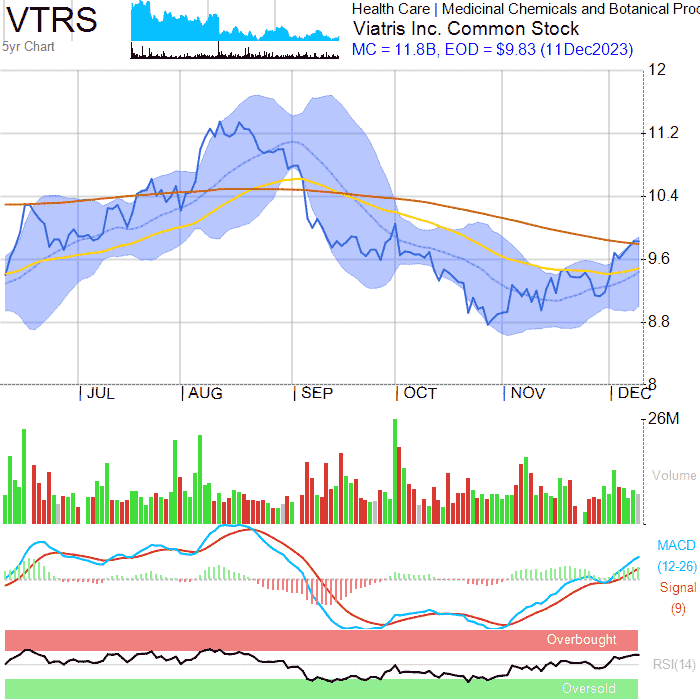 VTRS
5yr Chart
Health Care | Medicinal Chemicals and Botanical Proc
Viatris Inc. Common Stock
MC = 11.8B, EOD = $9.83 (11Dec2023)
12
11.2
10.4
9.6
8.8
8
JUL
AUG
SEP
OCT
NOV
DEC
26M
Volume
MACD
(12-26)
Signal
(9)
Overbought
RSI(14)
Oversold